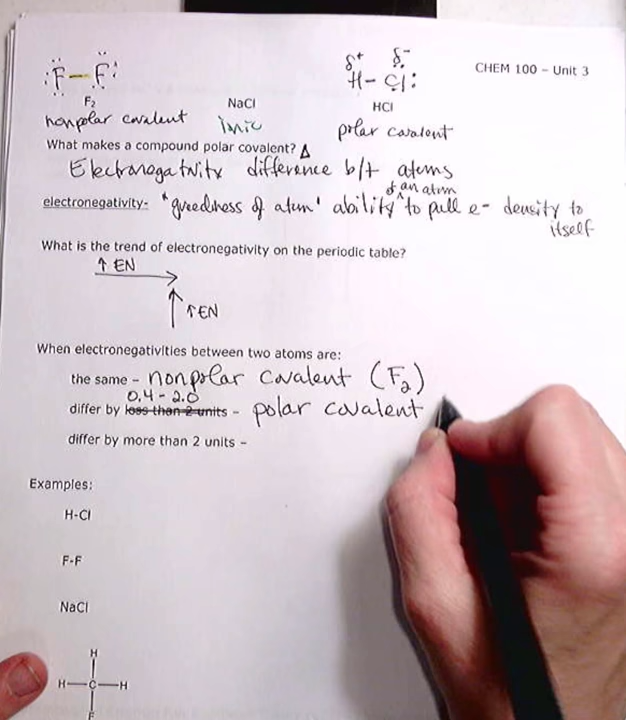 :F̤̈ – F̤̈: δ+ δ-
H - Cl: CHEM 100 – Unit 3
F₂ NaCl HCl
nonpolar covalent Ionic polar covalent
What makes a compound polar covalent? Δ
Electronegativity difference b/t atoms
of an atom
electronegativity- "greediness of atom" ability ^ to pull e- density to
itself
What is the trend of electronegativity on the periodic table?
↑ EN
↑ EN
When electronegativities between two atoms are:
the same – nonpolar covalent (F₂)
0.4 - 2.0
differ by less than 2 units – polar covalent
differ by more than 2 units –
Examples:
H-Cl
F-F
NaCl
H
H—C—H